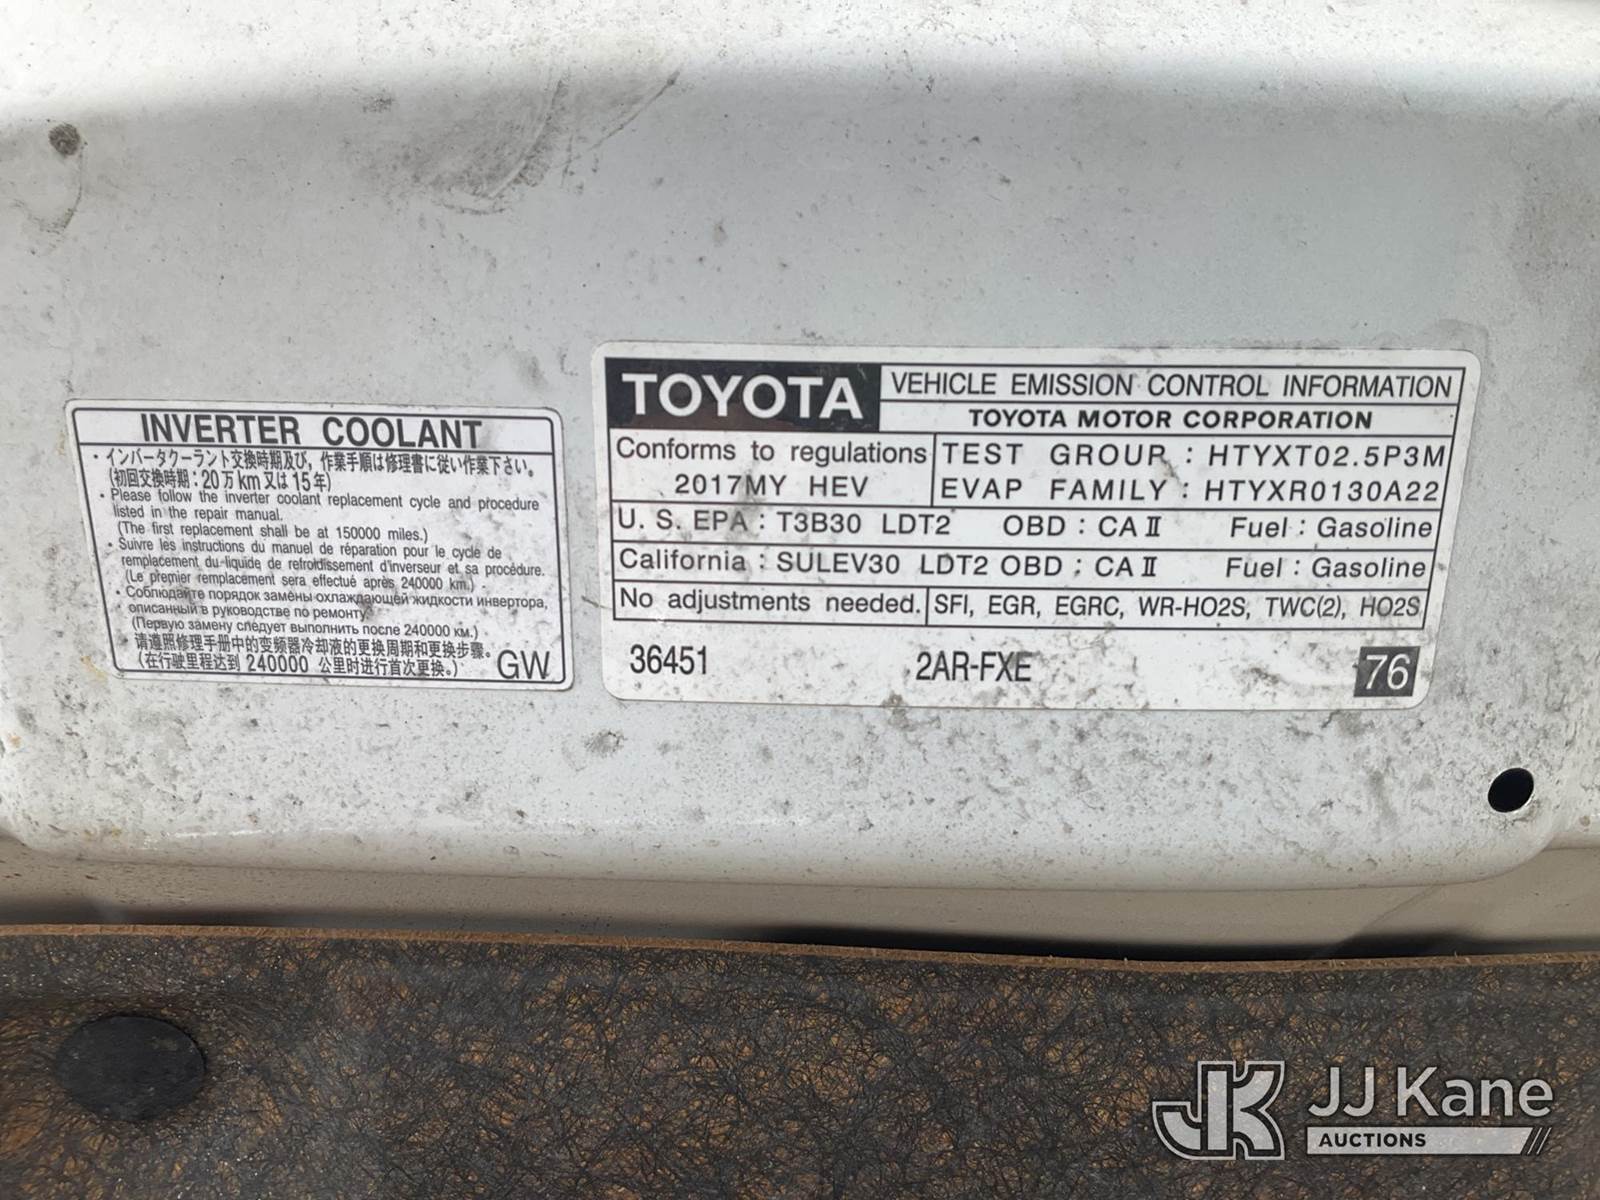 INVERTER COOLANT
・インバータクーラント交換時期及び，作業手順は修理書に従い作業下さい。
(初回交換時期：20万km又は15年)
・Please follow the inverter coolant replacement cycle and procedure
listed in the repair manual.
(The first replacement shall be at 150000 miles.)
・Suivre les instructions du manuel de réparation pour le cycle de
remplacement du liquide de refroidissement d'inverseur et sa procédure.
(Le premier remplacement sera effectué après 240000 km.)
・Соблюдайте порядок замены охлаждающей жидкости инвертора,
описанный в руководстве по ремонту.
(Первую замену следует выполнить после 240000 км.)
・请遵照修理手册中的变频器冷却液的更换周期和更换步骤。
(在行驶里程达到 240000 公里时进行首次更换。)
GW
TOYOTA
VEHICLE EMISSION CONTROL INFORMATION
TOYOTA MOTOR CORPORATION
Conforms to regulations
2017MY HEV
TEST GROUP : HTYXT02.5P3M
EVAP FAMILY : HTYXR0130A22
U. S. EPA : T3B30 LDT2 OBD : CA II Fuel : Gasoline
California : SULEV30 LDT2 OBD : CA II Fuel : Gasoline
No adjustments needed. SFI, EGR, EGRC, WR-HO2S, TWC(2), HO2S
36451 2AR-FXE 76
JK JJ Kane
AUCTIONS